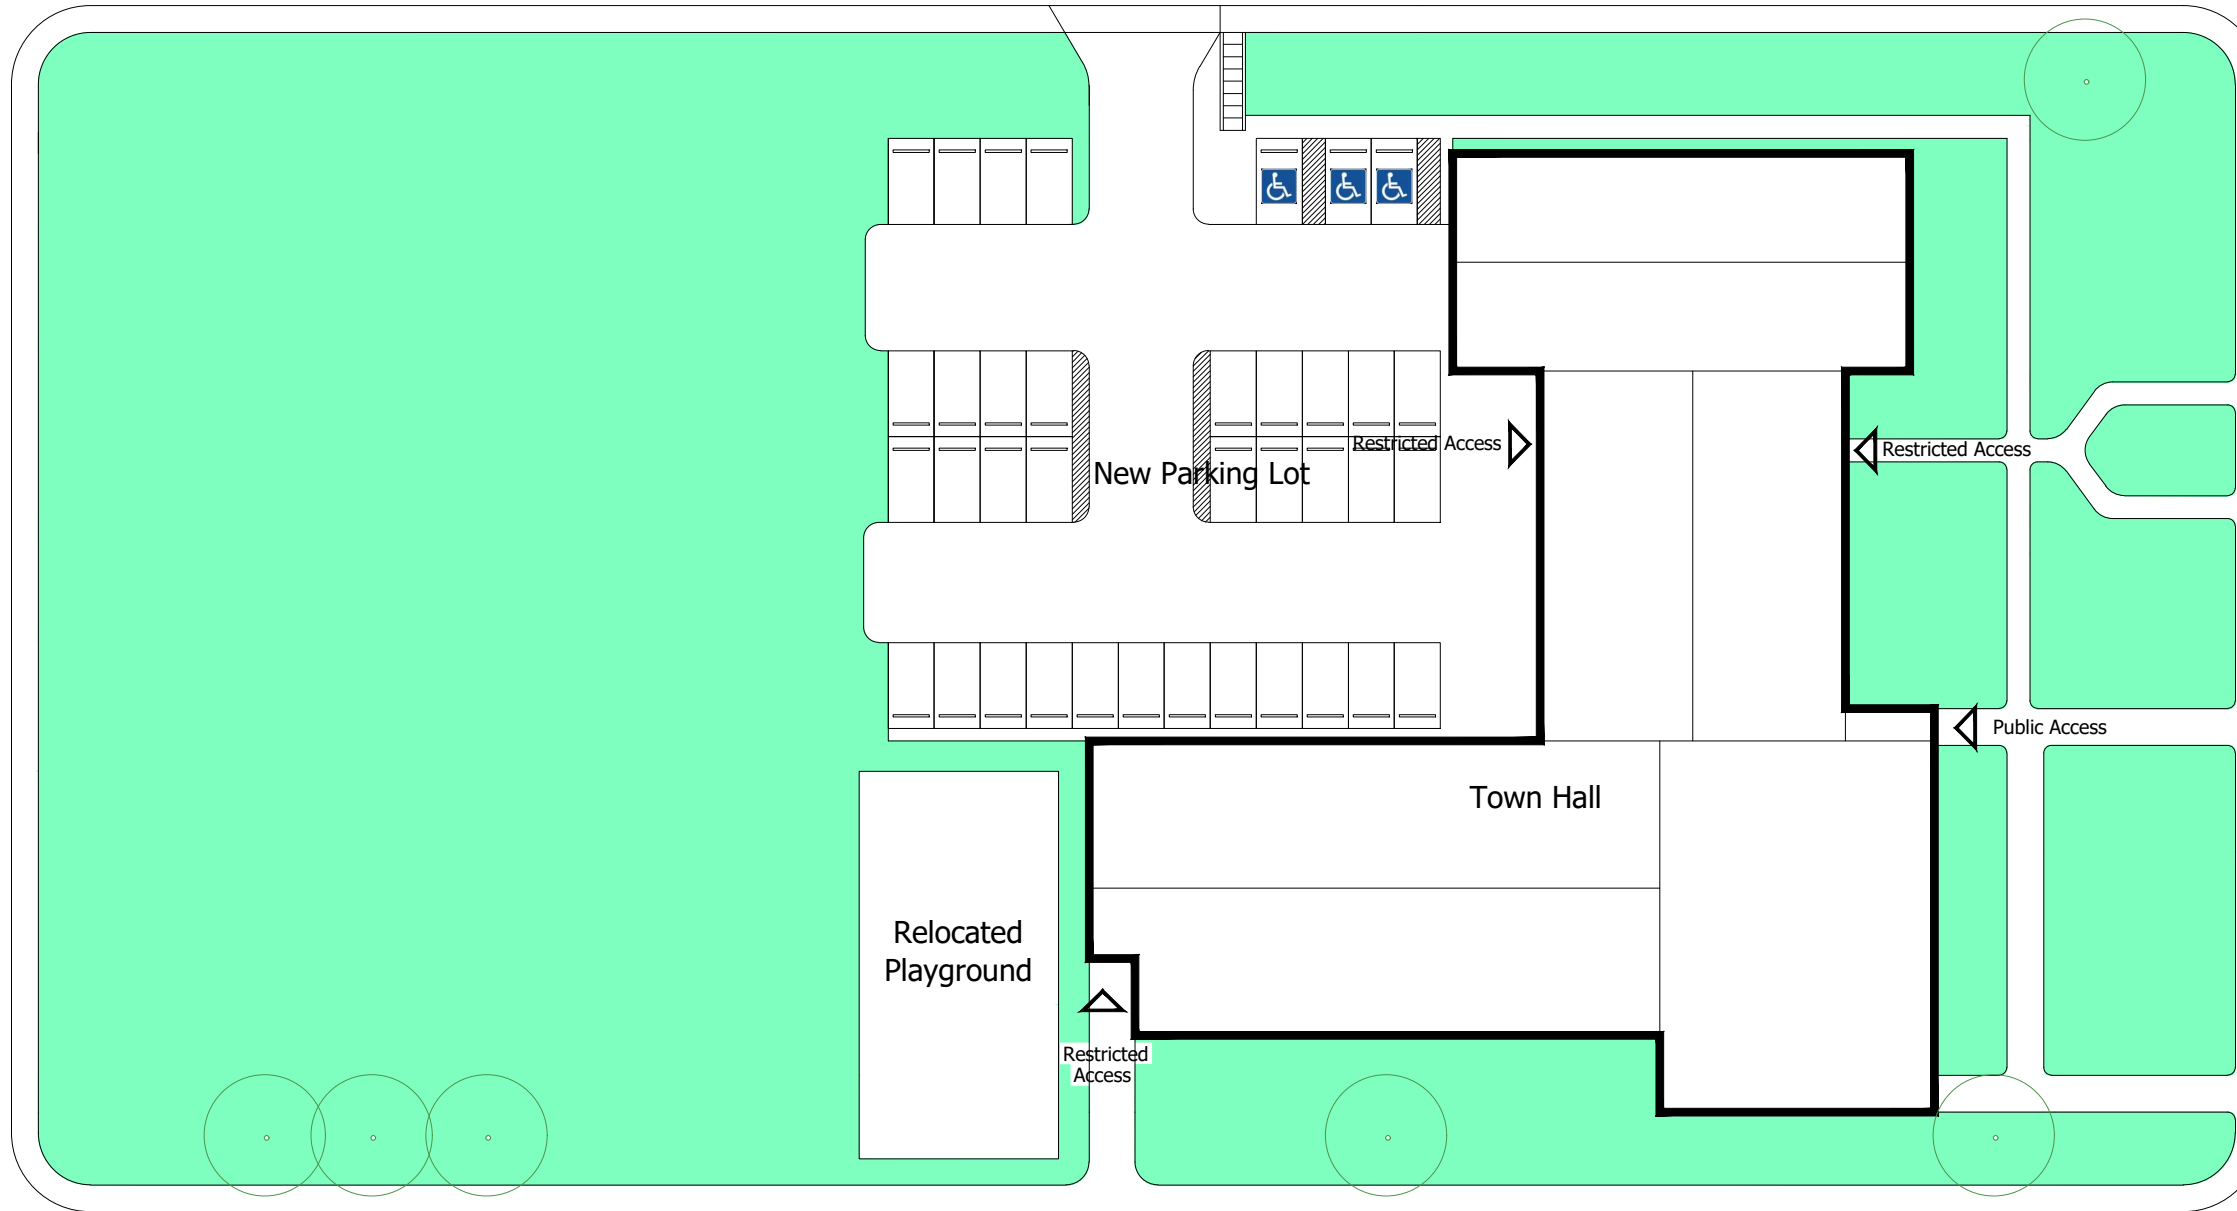 Restricted Access
Restricted Access
New Parking Lot
Public Access
Town Hall
Relocated
Playground
Restricted
Access